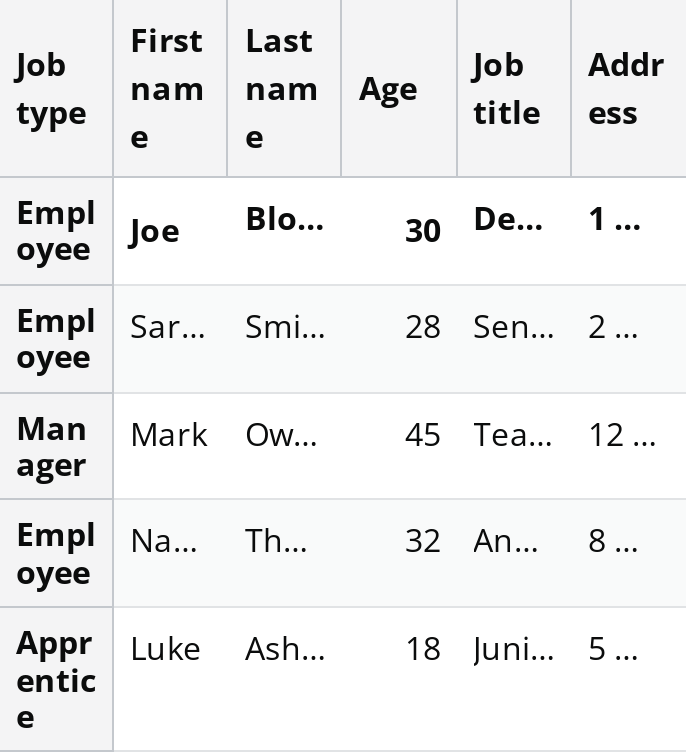 Job type | First name | Last name | Age | Job title | Address
Employee | Joe | Blo... | 30 | De... | 1 ...
Employee | Sar... | Smi... | 28 | Sen... | 2 ...
Manager | Mark | Ow... | 45 | Tea... | 12 ...
Employee | Na... | Th... | 32 | An... | 8 ...
Apprentice | Luke | Ash... | 18 | Juni... | 5 ...